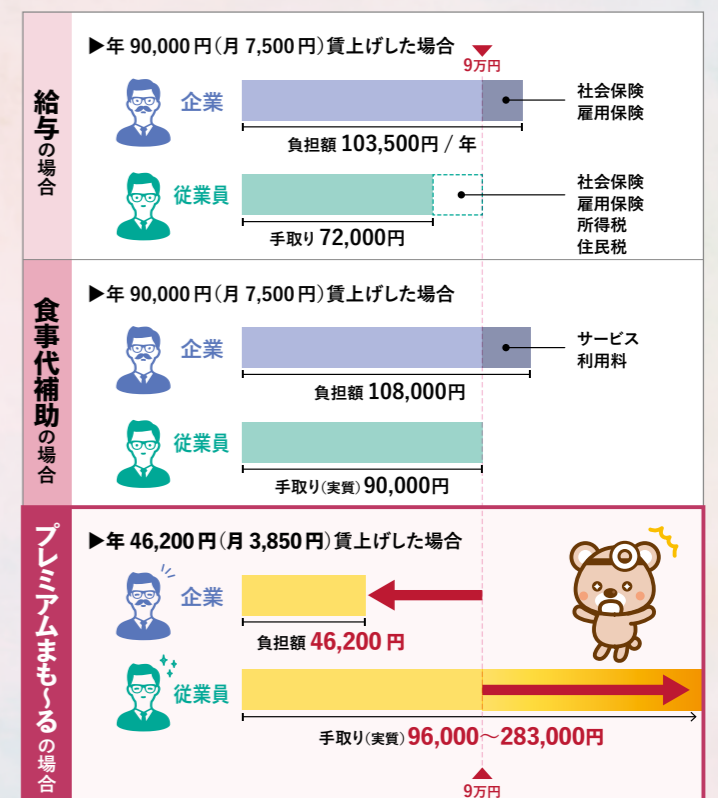 給与の場合
▶年 90,000円(月 7,500円)賃上げした場合
9万円
企業
社会保険
雇用保険
負担額 103,500円 / 年
従業員
社会保険
雇用保険
所得税
住民税
手取り 72,000円
食事代補助の場合
▶年 90,000円(月 7,500円)賃上げした場合
企業
サービス
利用料
負担額 108,000円
従業員
手取り(実質) 90,000円
プレミアムまも〜るの場合
▶年 46,200円(月 3,850円)賃上げした場合
企業
負担額 46,200 円
従業員
手取り(実質) 96,000〜283,000円
9万円